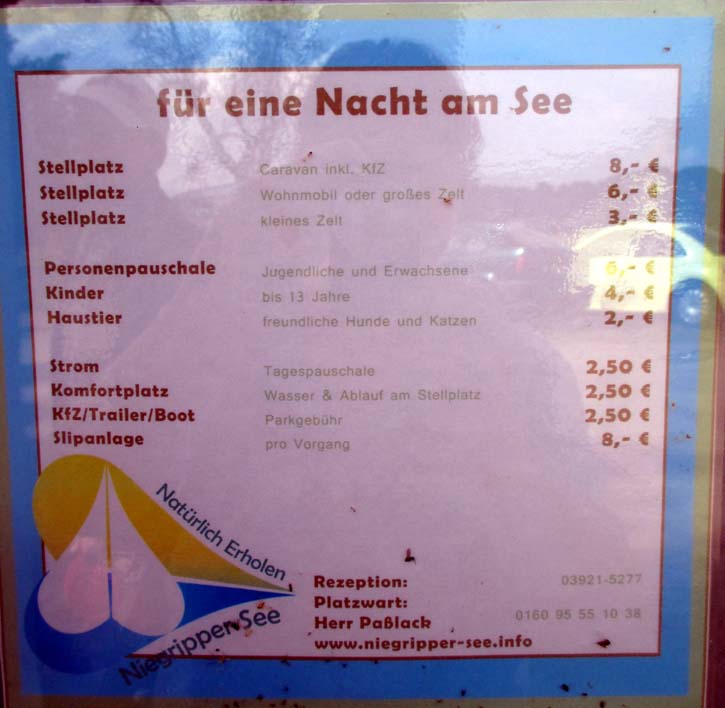 für eine Nacht am See
Stellplatz Caravan inkl. KfZ 8,- €
Stellplatz Wohnmobil oder großes Zelt 6,- €
Stellplatz kleines Zelt 3,- €
Personenpauschale Jugendliche und Erwachsene 6,- €
Kinder bis 13 Jahre 4,- €
Haustier freundliche Hunde und Katzen 2,- €
Strom Tagespauschale 2,50 €
Komfortplatz Wasser & Ablauf am Stellplatz 2,50 €
KfZ/Trailer/Boot Parkgebühr 2,50 €
Slipanlage pro Vorgang 8,- €
Natürlich Erholen
Niegripper See
Rezeption: 03921-5277
Platzwart:
Herr Paßlack 0160 95 55 10 38
www.niegripper-see.info